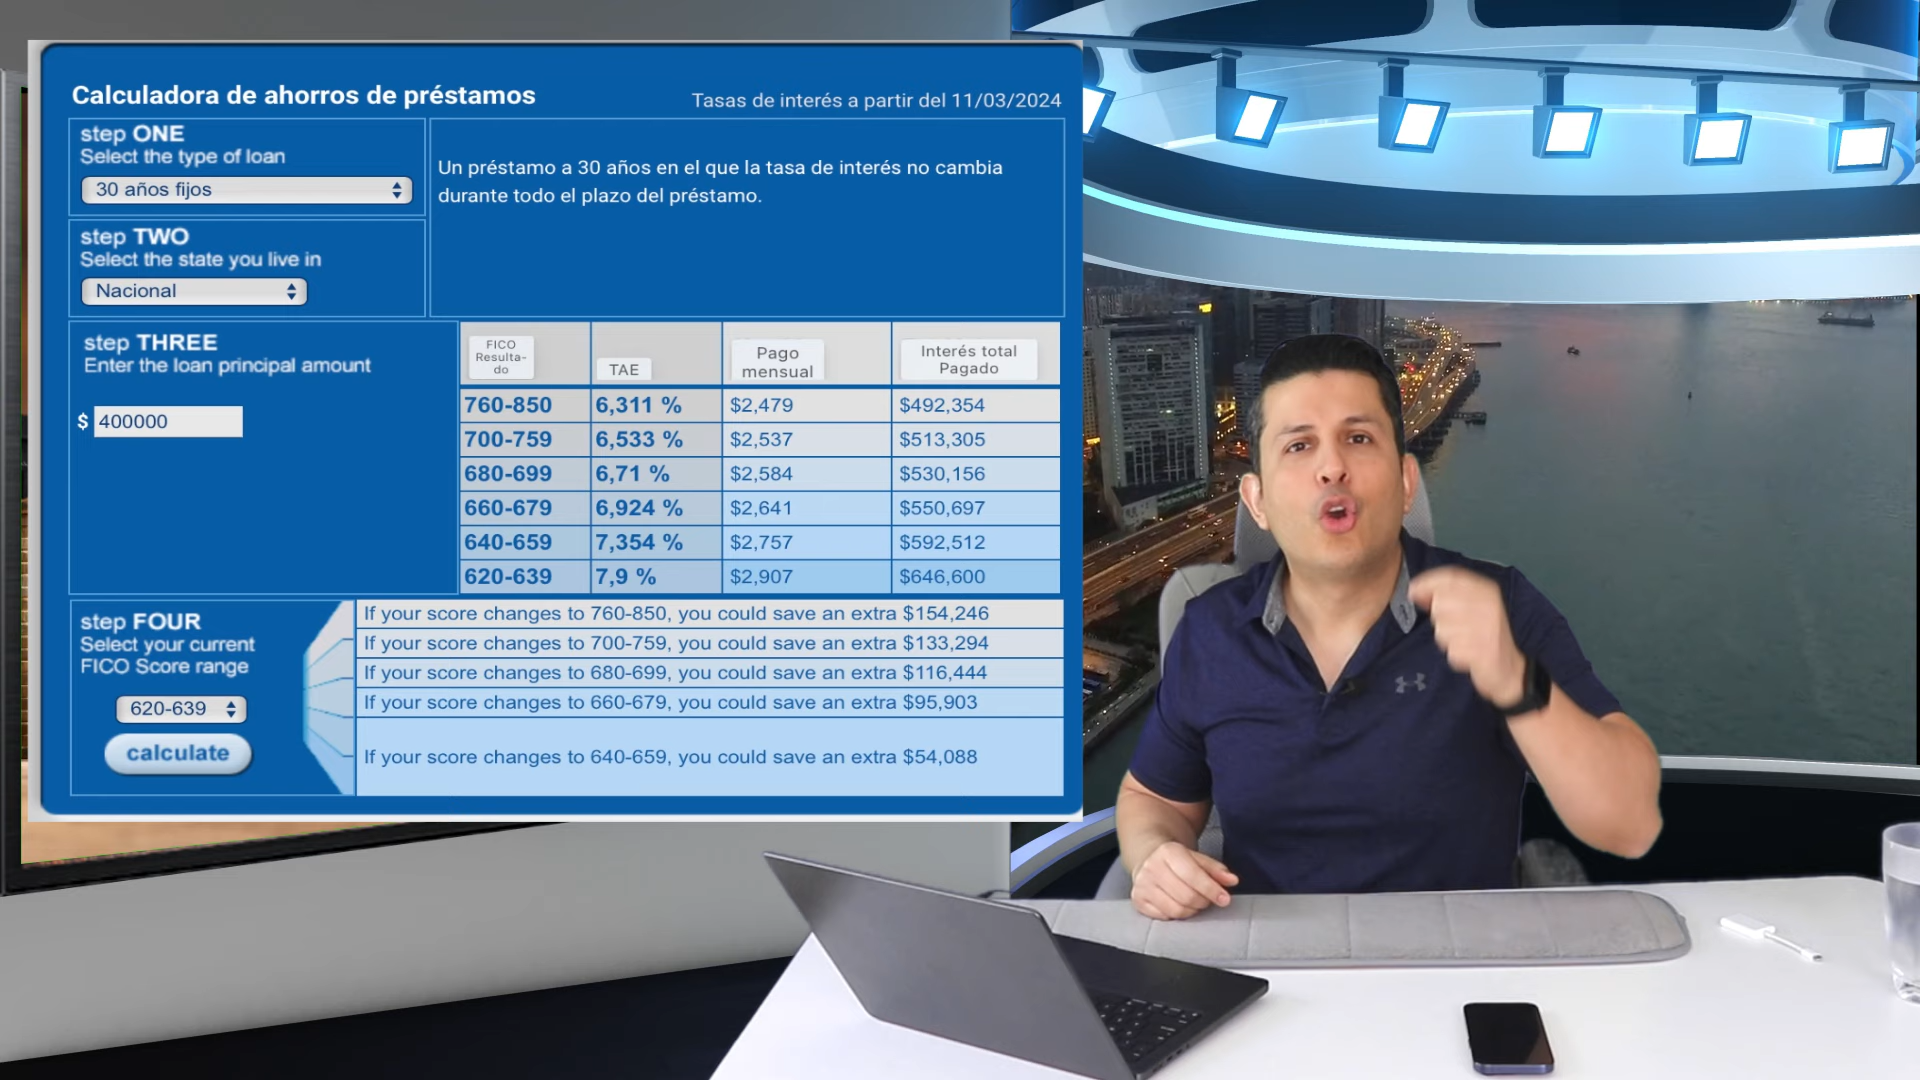 Calculadora de ahorros de préstamos
Tasas de interés a partir del 11/03/2024
step ONE
Select the type of loan
30 años fijos
Un préstamo a 30 años en el que la tasa de interés no cambia
durante todo el plazo del préstamo.
step TWO
Select the state you live in
Nacional
step THREE
Enter the loan principal amount
$ 400000
FICO
Resulta-
do
TAE
Pago
mensual
Interés total
Pagado
760-850 6,311 % $2,479 $492,354
700-759 6,533 % $2,537 $513,305
680-699 6,71 % $2,584 $530,156
660-679 6,924 % $2,641 $550,697
640-659 7,354 % $2,757 $592,512
620-639 7,9 % $2,907 $646,600
step FOUR
Select your current
FICO Score range
620-639
calculate
If your score changes to 760-850, you could save an extra $154,246
If your score changes to 700-759, you could save an extra $133,294
If your score changes to 680-699, you could save an extra $116,444
If your score changes to 660-679, you could save an extra $95,903
If your score changes to 640-659, you could save an extra $54,088